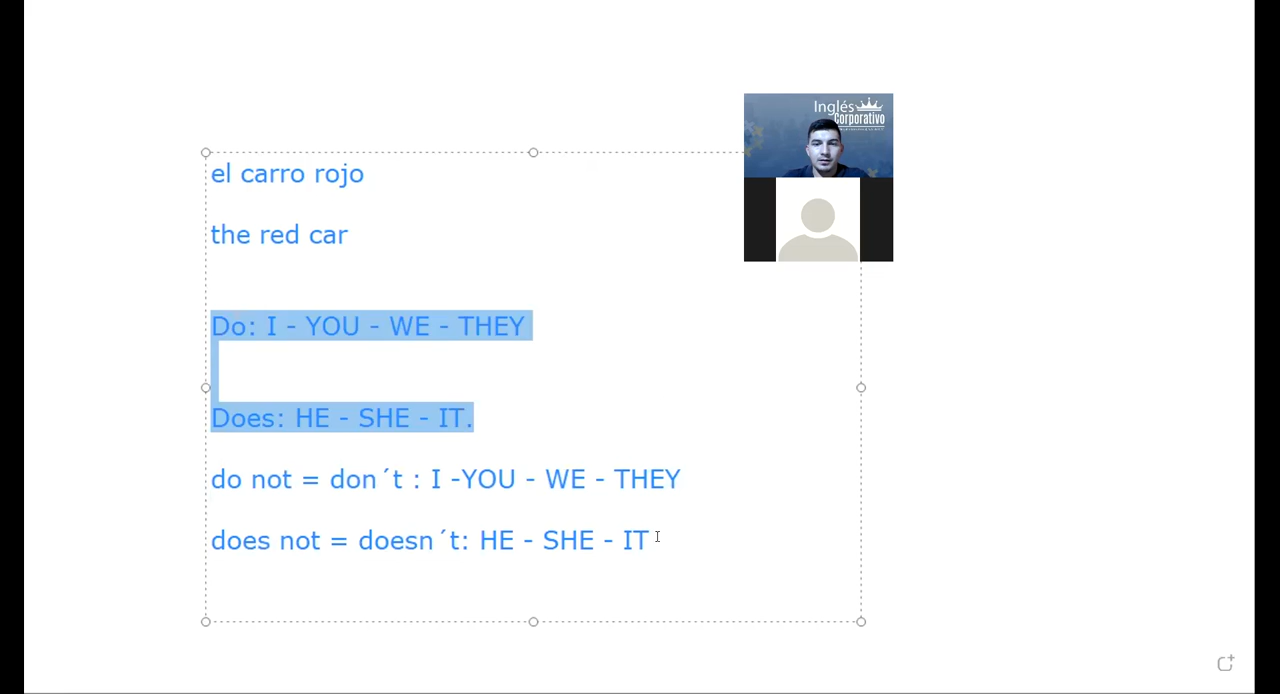 Inglés
Corporativo
el carro rojo
the red car
Do: I - YOU - WE - THEY
Does: HE - SHE - IT.
do not = don´t : I -YOU - WE - THEY
does not = doesn´t: HE - SHE - IT